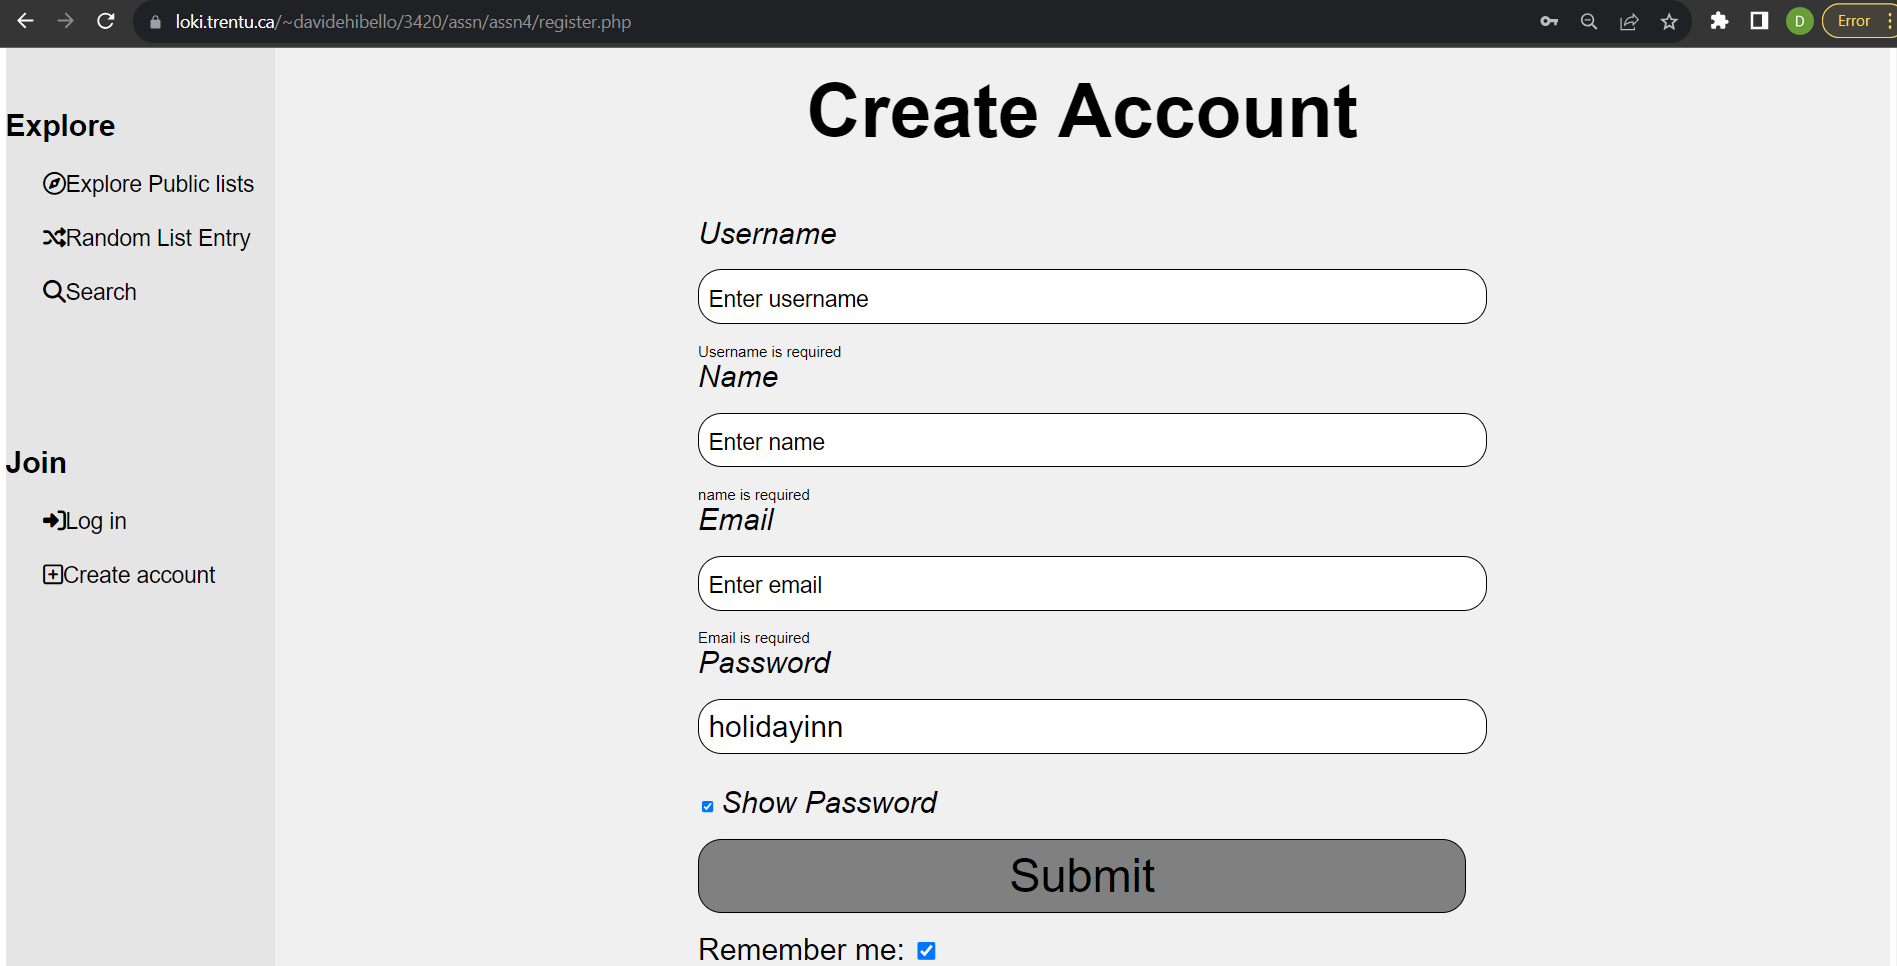 loki.trentu.ca/~davidehibello/3420/assn/assn4/register.php
D
Error
Explore
Explore Public lists
Random List Entry
Search
Join
Log in
Create account
Create Account
Username
Enter username
Username is required
Name
Enter name
name is required
Email
Enter email
Email is required
Password
holidayinn
Show Password
Submit
Remember me: